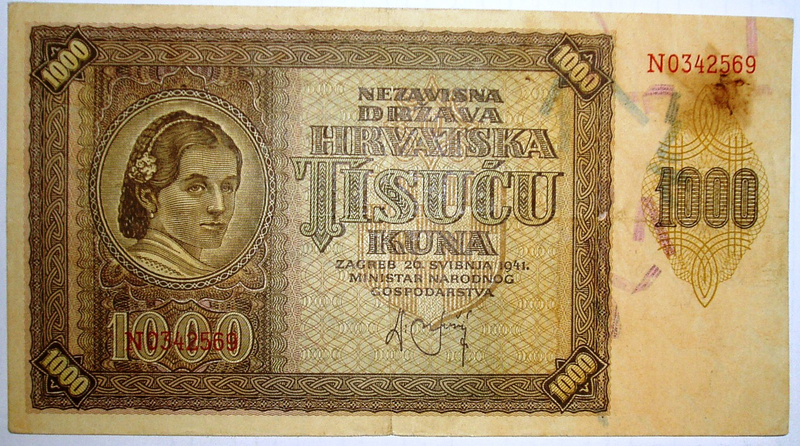 1000
1000
N0342569
NEZAVISNA
DRŽAVA
HRVATSKA
TISUĆU
KUNA
1000
ZAGREB 26. SVIBNJA 1941.
MINISTAR NARODNOG
GOSPODARSTVA
1000
N0342569
1000
1000